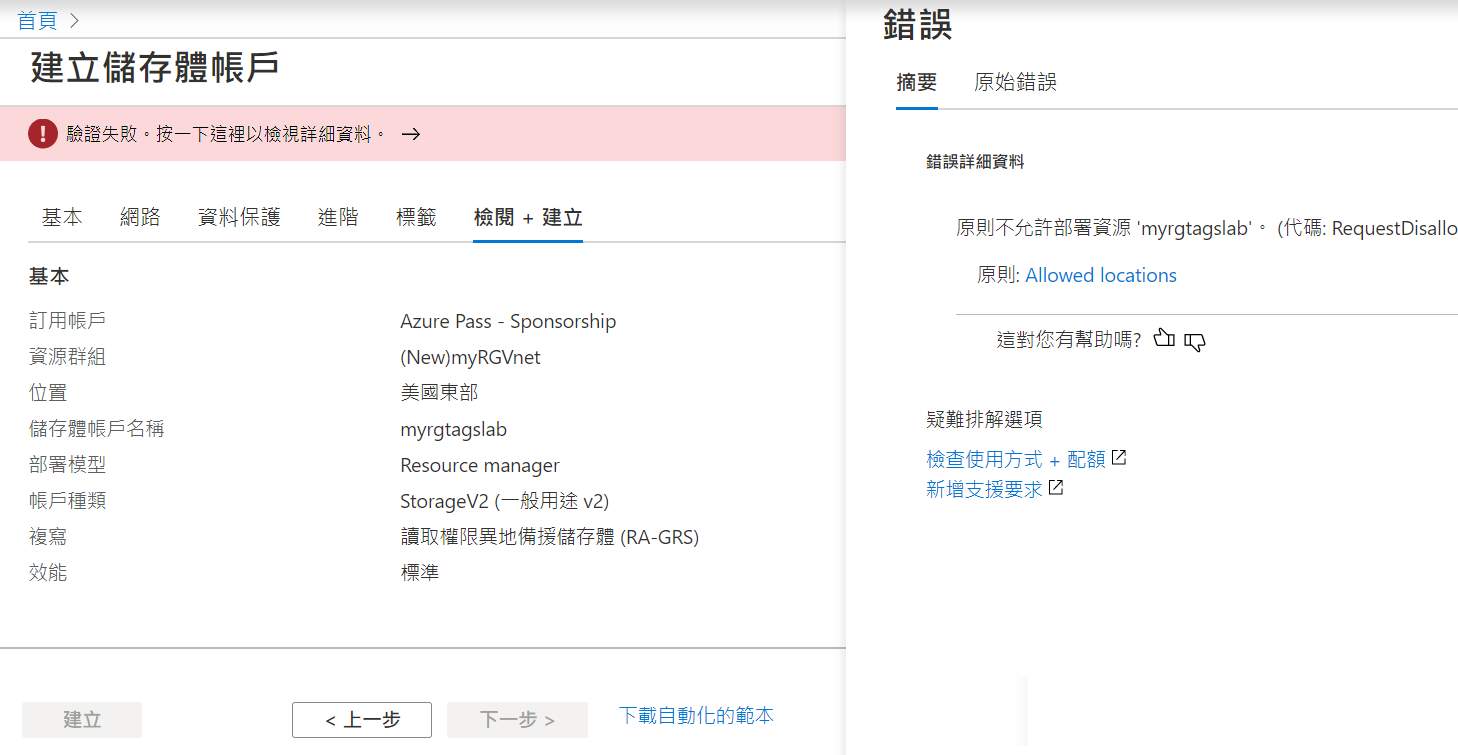 首頁 >
建立儲存體帳戶
! 驗證失敗。按一下這裡以檢視詳細資料。 →
基本 網路 資料保護 進階 標籤 檢閱 + 建立
基本
訂用帳戶 Azure Pass - Sponsorship
資源群組 (New)myRGVnet
位置 美國東部
儲存體帳戶名稱 myrgtagslab
部署模型 Resource manager
帳戶種類 StorageV2 (一般用途 v2)
複寫 讀取權限異地備援儲存體 (RA-GRS)
效能 標準
建立 < 上一步 下一步 > 下載自動化的範本
錯誤
摘要 原始錯誤
錯誤詳細資料
原則不允許部署資源 'myrgtagslab'。 (代碼: RequestDisallo
原則: Allowed locations
這對您有幫助嗎?
疑難排解選項
檢查使用方式 + 配額
新增支援要求